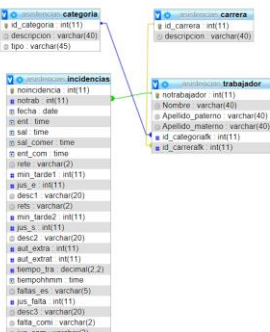 asistencias categoria
id_categoria : int(11)
descripcion : varchar(40)
tipo : varchar(45)
asistencias carrera
id_carrera : int(11)
descripcion : varchar(40)
asistencias incidencias
noincidencia : int(11)
notrab : int(11)
fecha : date
ent : time
sal : time
sal_comer : time
ent_com : time
rete : varchar(2)
min_tarde1 : int(11)
jus_e : int(11)
desc1 : varchar(20)
rets : varchar(2)
min_tarde2 : int(11)
jus_s : int(11)
desc2 : varchar(20)
aut_extra : int(11)
aut_extrat : int(11)
tiempo_tra : decimal(2,2)
tiempohhmm : time
faltas_es : varchar(5)
jus_falta : int(11)
desc3 : varchar(20)
falta_comi : varchar(2)
asistencias trabajador
notrabajador : int(11)
Nombre : varchar(40)
Apellido_paterno : varchar(40)
Apellido_materno : varchar(40)
id_categoriafk : int(11)
id_carrerafk : int(11)